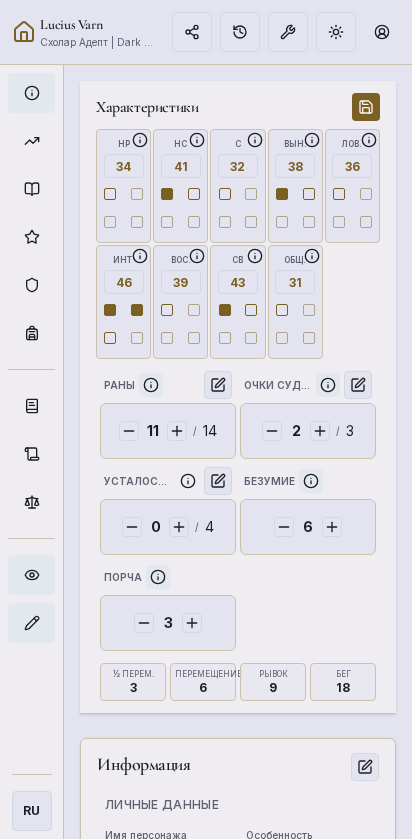 Lucius Varn
Схолар Адепт | Dark ...
Характеристики
НР НС С ВЫН ЛОВ.
34 41 32 38 36
ИНТ ВОС СВ ОБЩ
46 39 43 31
РАНЫ ОЧКИ СУД...
11 / 14 2 / 3
УСТАЛОС... БЕЗУМИЕ
0 / 4 6
ПОРЧА
3
½ ПЕРЕМ. ПЕРЕМЕЩЕНИЕ РЫВОК БЕГ
3 6 9 18
Информация
ЛИЧНЫЕ ДАННЫЕ
RU
Имя персонажа Особенность